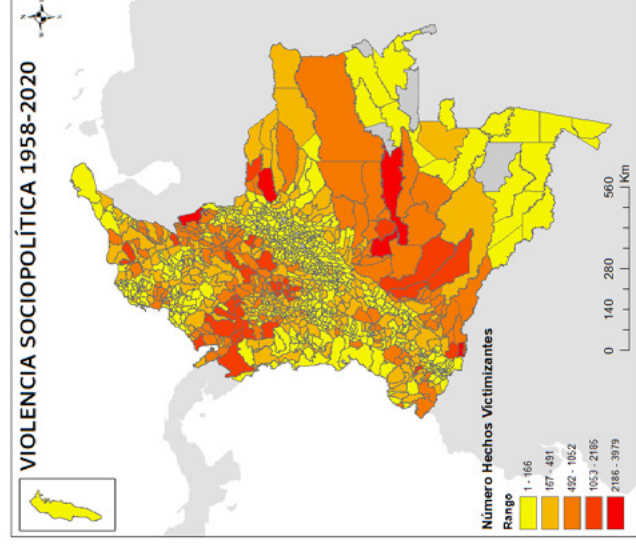 VIOLENCIA SOCIOPOLÍTICA 1958-2020
Número Hechos Victimizantes
Rango
1 - 166
167 - 491
492 - 1052
1053 - 2185
2186 - 3979
0 140 280 560 Km